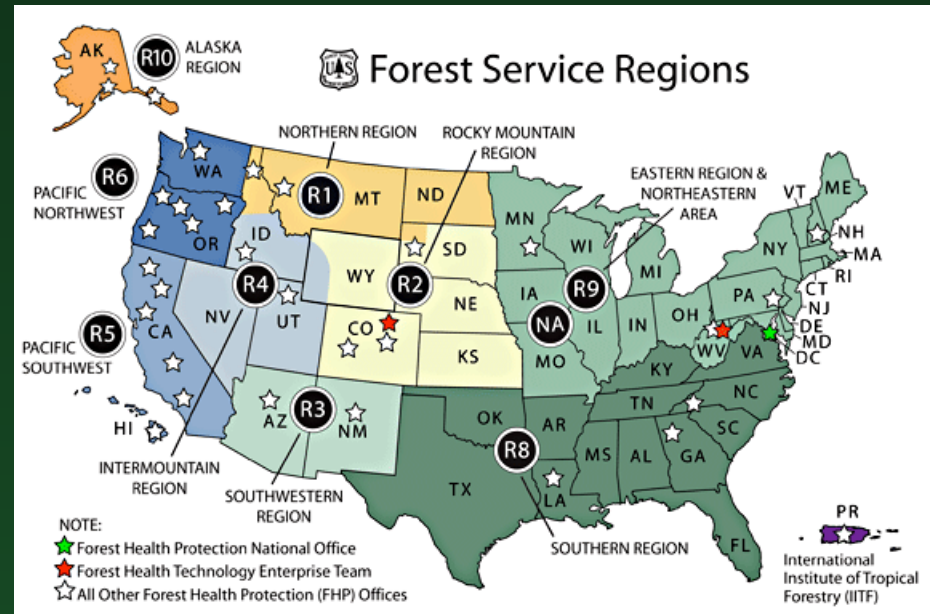 Forest Service Regions
AK
R10
ALASKA
REGION
NORTHERN REGION
ROCKY MOUNTAIN
REGION
EASTERN REGION &
NORTHEASTERN
AREA
R6
PACIFIC
NORTHWEST
WA
OR
R1
MT
ND
ID
SD
WY
R2
NE
R4
NV
UT
CO
KS
R5
PACIFIC
SOUTHWEST
CA
HI
MN
WI
MI
IA
R9
NA
IL
IN
OH
MO
PA
NY
VT
ME
NH
MA
RI
CT
NJ
DE
MD
DC
WV
VA
KY
AZ
R3
NM
OK
AR
TN
NC
SC
R8
TX
LA
MS
AL
GA
FL
INTERMOUNTAIN
REGION
SOUTHWESTERN
REGION
SOUTHERN REGION
PR
International
Institute of Tropical
Forestry (IITF)
NOTE:
Forest Health Protection National Office
Forest Health Technology Enterprise Team
All Other Forest Health Protection (FHP) Offices